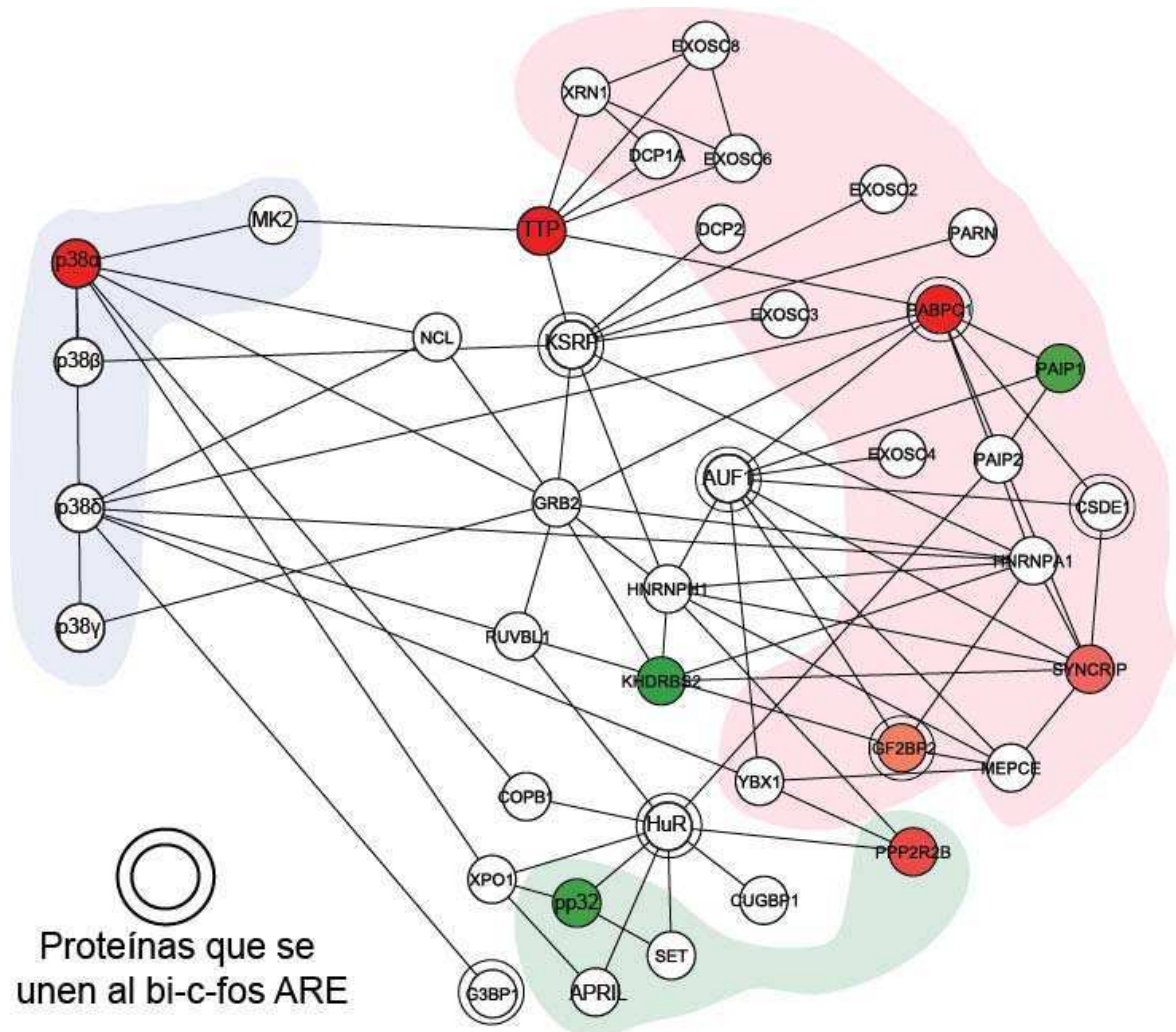 EXOSC8
XRN1
DCP1A
EXOSC6
EXOSC2
MK2
TTP
DCP2
PARN
p38α
PABPC1
EXOSC3
NCL
KSRP
p38β
PAIP1
EXOSC4
PAIP2
AUF1
p38δ
GRB2
CSDE1
HNRNPA1
HNRNPH1
p38γ
RUVBL1
KHDRBS2
SYNCRIP
IGF2BP2
MEPCE
YBX1
COPB1
HuR
PPP2R2B
XPO1
pp32
CUGBP1
SET
G3BP1
APRIL
Proteínas que se
unen al bi-c-fos ARE